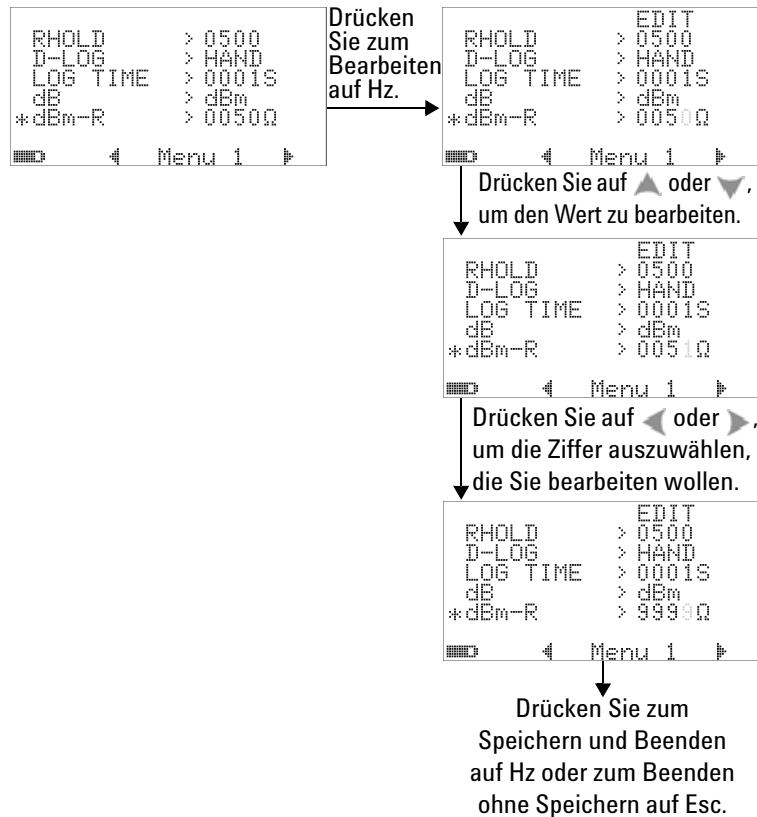 RHOLD > 0500
D-LOG > HAND
LOG TIME > 0001S
dB > dBm
*dBm-R > 0050Ω
Menu 1
Drücken
Sie zum
Bearbeiten
auf Hz.
EDIT
RHOLD > 0500
D-LOG > HAND
LOG TIME > 0001S
dB > dBm
*dBm-R > 0050Ω
Menu 1
Drücken Sie auf ▲ oder ▼,
um den Wert zu bearbeiten.
EDIT
RHOLD > 0500
D-LOG > HAND
LOG TIME > 0001S
dB > dBm
*dBm-R > 0051Ω
Menu 1
Drücken Sie auf ◀ oder ▶,
um die Ziffer auszuwählen,
die Sie bearbeiten wollen.
EDIT
RHOLD > 0500
D-LOG > HAND
LOG TIME > 0001S
dB > dBm
*dBm-R > 9999Ω
Menu 1
Drücken Sie zum
Speichern und Beenden
auf Hz oder zum Beenden
ohne Speichern auf Esc.